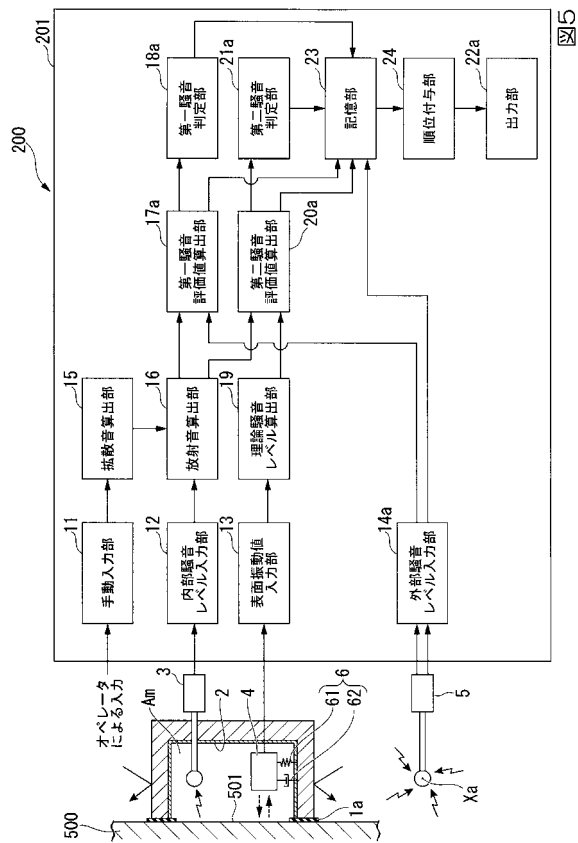 図5
200
201
オペレータ
による入力
11
手動入力部
15
拡散音算出部
12
内部騒音
レベル入力部
16
放射音算出部
17a
第一騒音
評価値算出部
18a
第一騒音
判定部
13
表面振動値
入力部
19
理論騒音
レベル算出部
20a
第二騒音
評価値算出部
21a
第二騒音
判定部
23
記憶部
24
順位付与部
22a
出力部
14a
外部騒音
レベル入力部
500
501
Am
2
3
4
61
62
6
1a
5
Xa